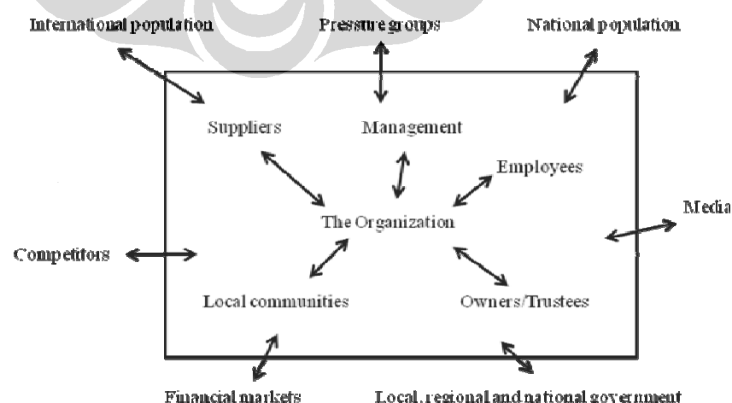 International population
Pressure groups
National population
Suppliers
Management
Employees
The Organization
Media
Competitors
Local communities
Owners/Trustees
Financial markets
Local, regional and national government